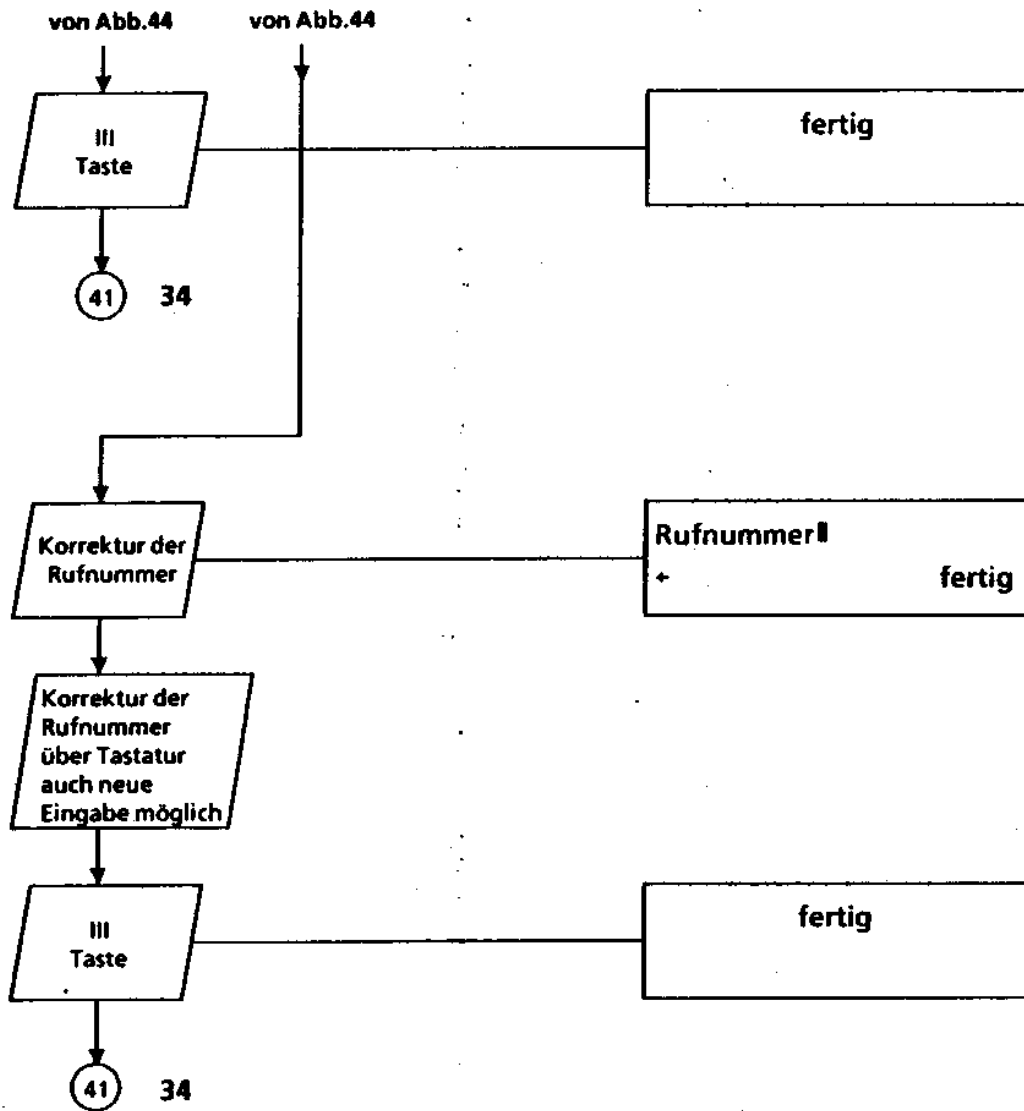 von Abb.44
von Abb.44
III
Taste
fertig
41
34
Korrektur der
Rufnummer
Rufnummer
←
fertig
Korrektur der
Rufnummer
über Tastatur
auch neue
Eingabe möglich
III
Taste
fertig
41
34